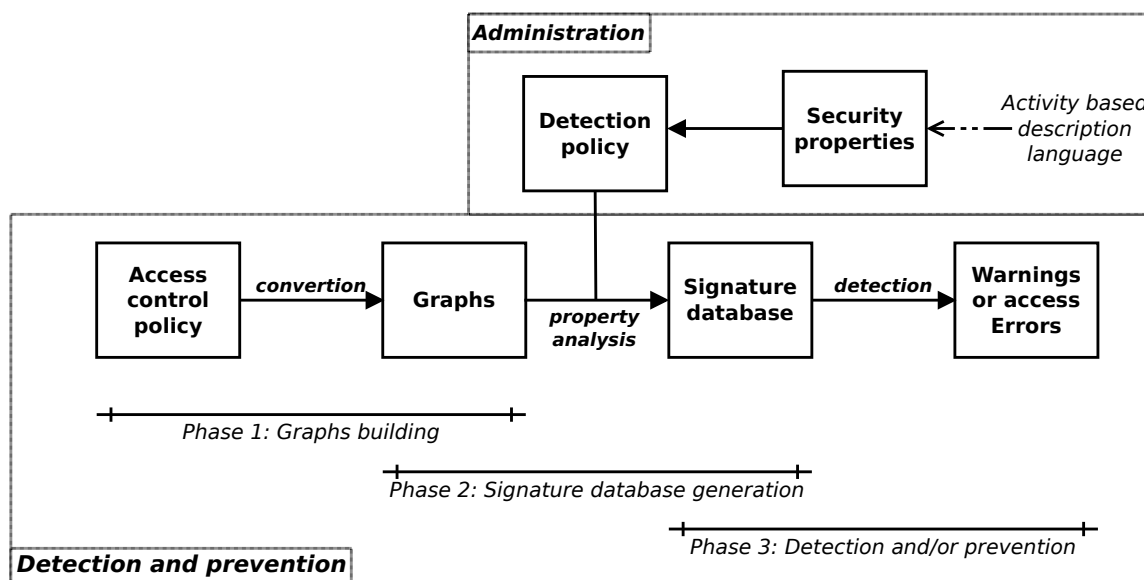 Administration
Detection
policy
Security
properties
Activity based
description
language
Access
control
policy
convertion
Graphs
property
analysis
Signature
database
detection
Warnings
or access
Errors
Phase 1: Graphs building
Phase 2: Signature database generation
Phase 3: Detection and/or prevention
Detection and prevention